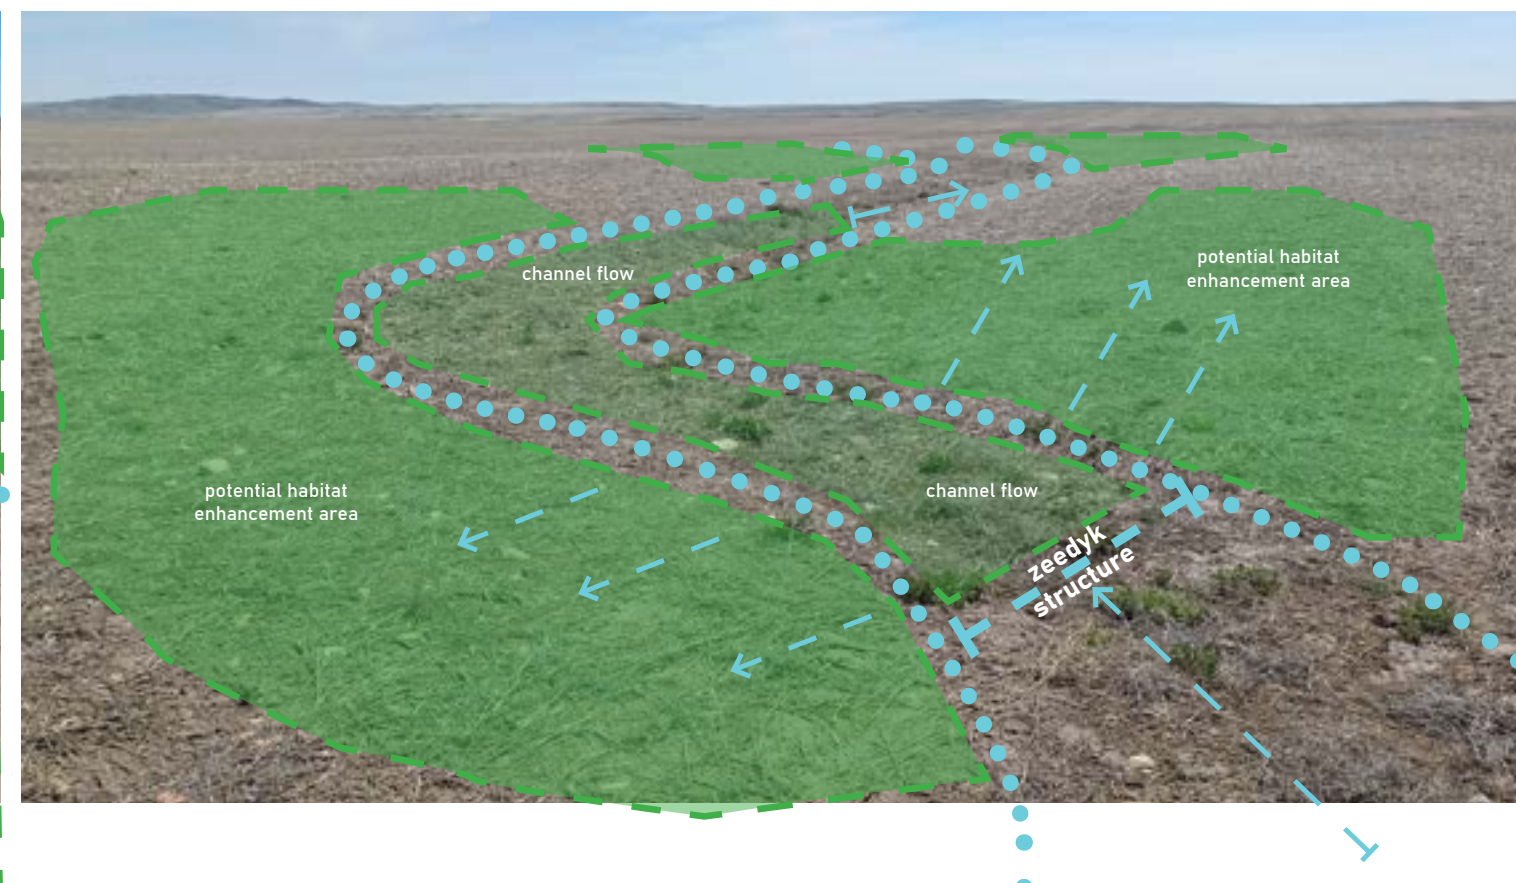 channel flow
potential habitat
enhancement area
potential habitat
enhancement area
channel flow
zeedyk
structure